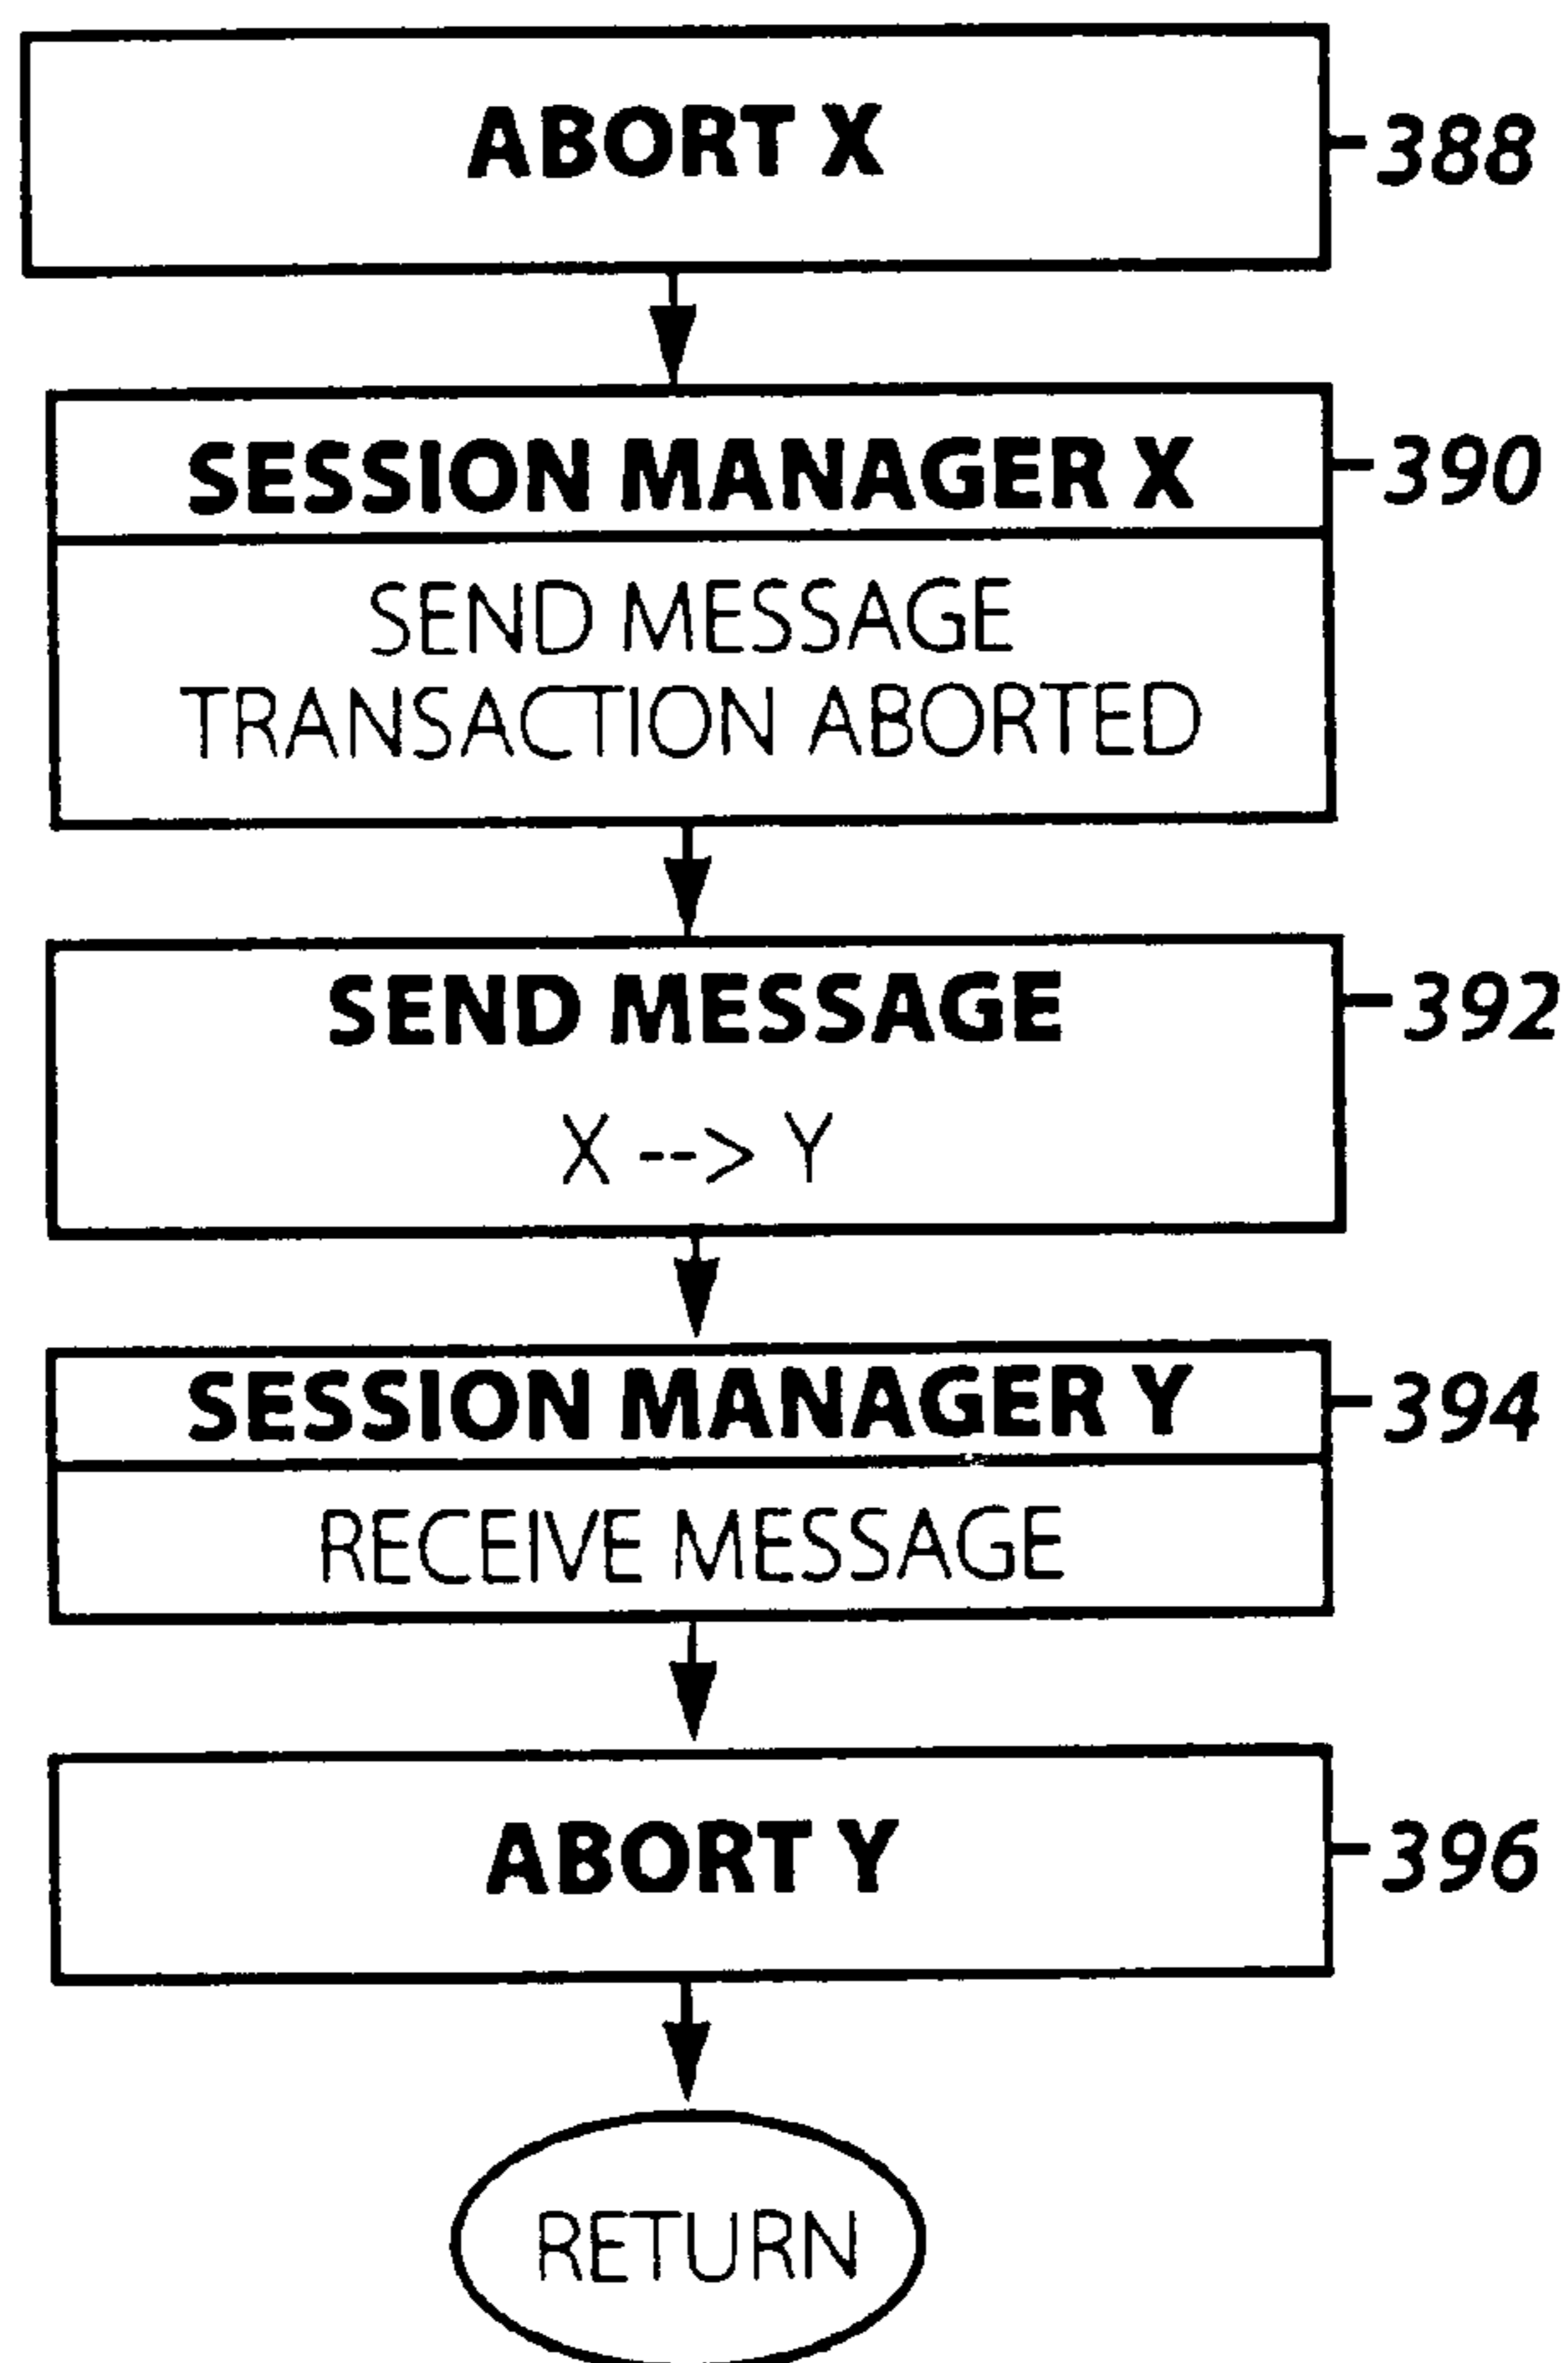 ABORT X
388
SESSION MANAGER X
390
SEND MESSAGE
TRANSACTION ABORTED
SEND MESSAGE
392
X --> Y
SESSION MANAGER Y
394
RECEIVE MESSAGE
ABORT Y
396
RETURN